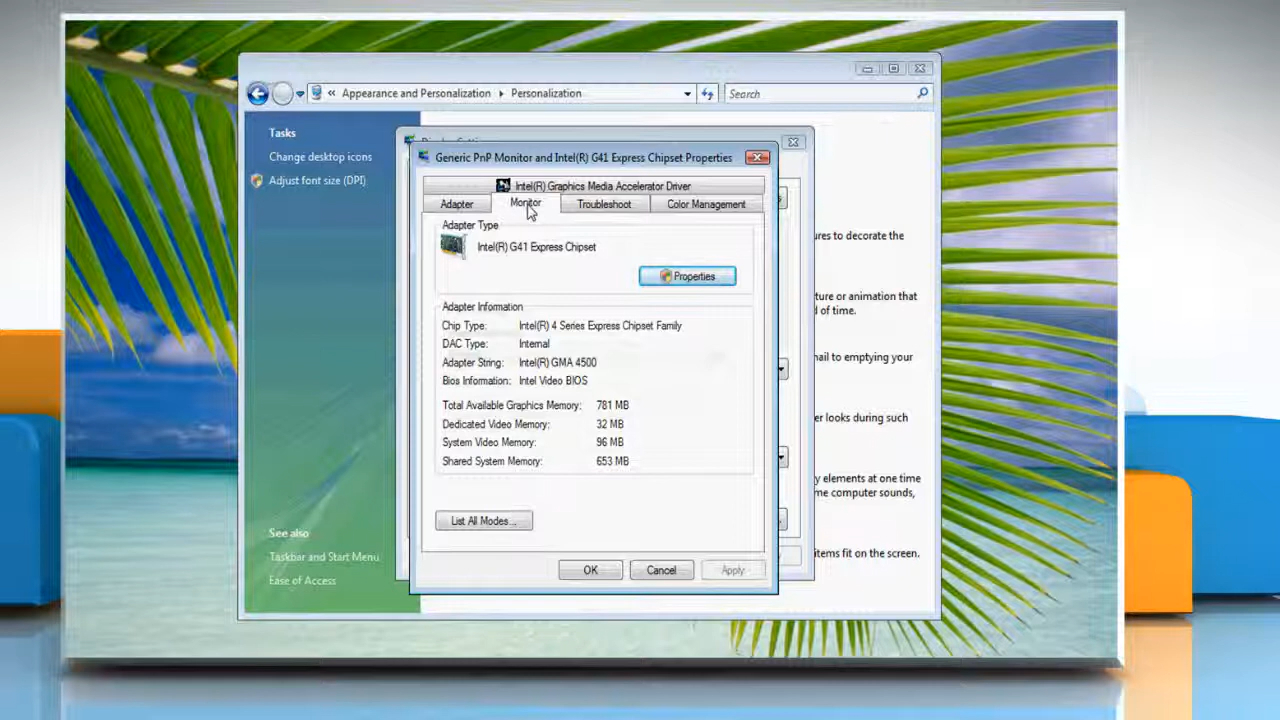 « Appearance and Personalization ▸ Personalization
Search
Tasks
Change desktop icons
Adjust font size (DPI)
Generic PnP Monitor and Intel(R) G41 Express Chipset Properties
Intel(R) Graphics Media Accelerator Driver
Adapter
Monitor
Troubleshoot
Color Management
Adapter Type
Intel(R) G41 Express Chipset
Properties
Adapter Information
Chip Type: Intel(R) 4 Series Express Chipset Family
DAC Type: Internal
Adapter String: Intel(R) GMA 4500
Bios Information: Intel Video BIOS
Total Available Graphics Memory: 781 MB
Dedicated Video Memory: 32 MB
System Video Memory: 96 MB
Shared System Memory: 653 MB
List All Modes...
OK
Cancel
Apply
ures to decorate the
ture or animation that
d of time.
nail to emptying your
er looks during such
y elements at one time
me computer sounds,
items fit on the screen.
See also
Taskbar and Start Menu
Ease of Access